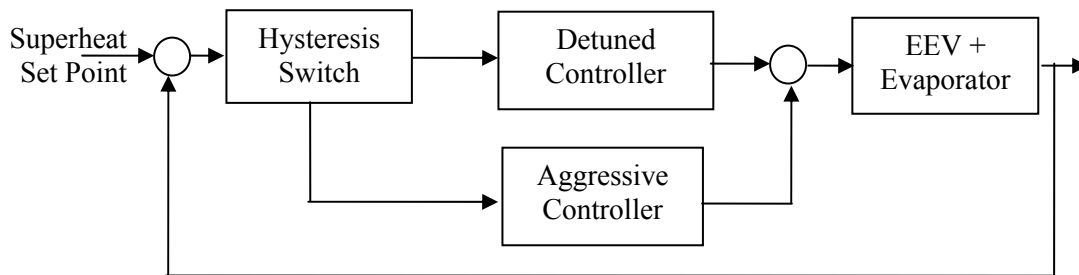 Superheat
Set Point
Hysteresis
Switch
Detuned
Controller
EEV +
Evaporator
Aggressive
Controller